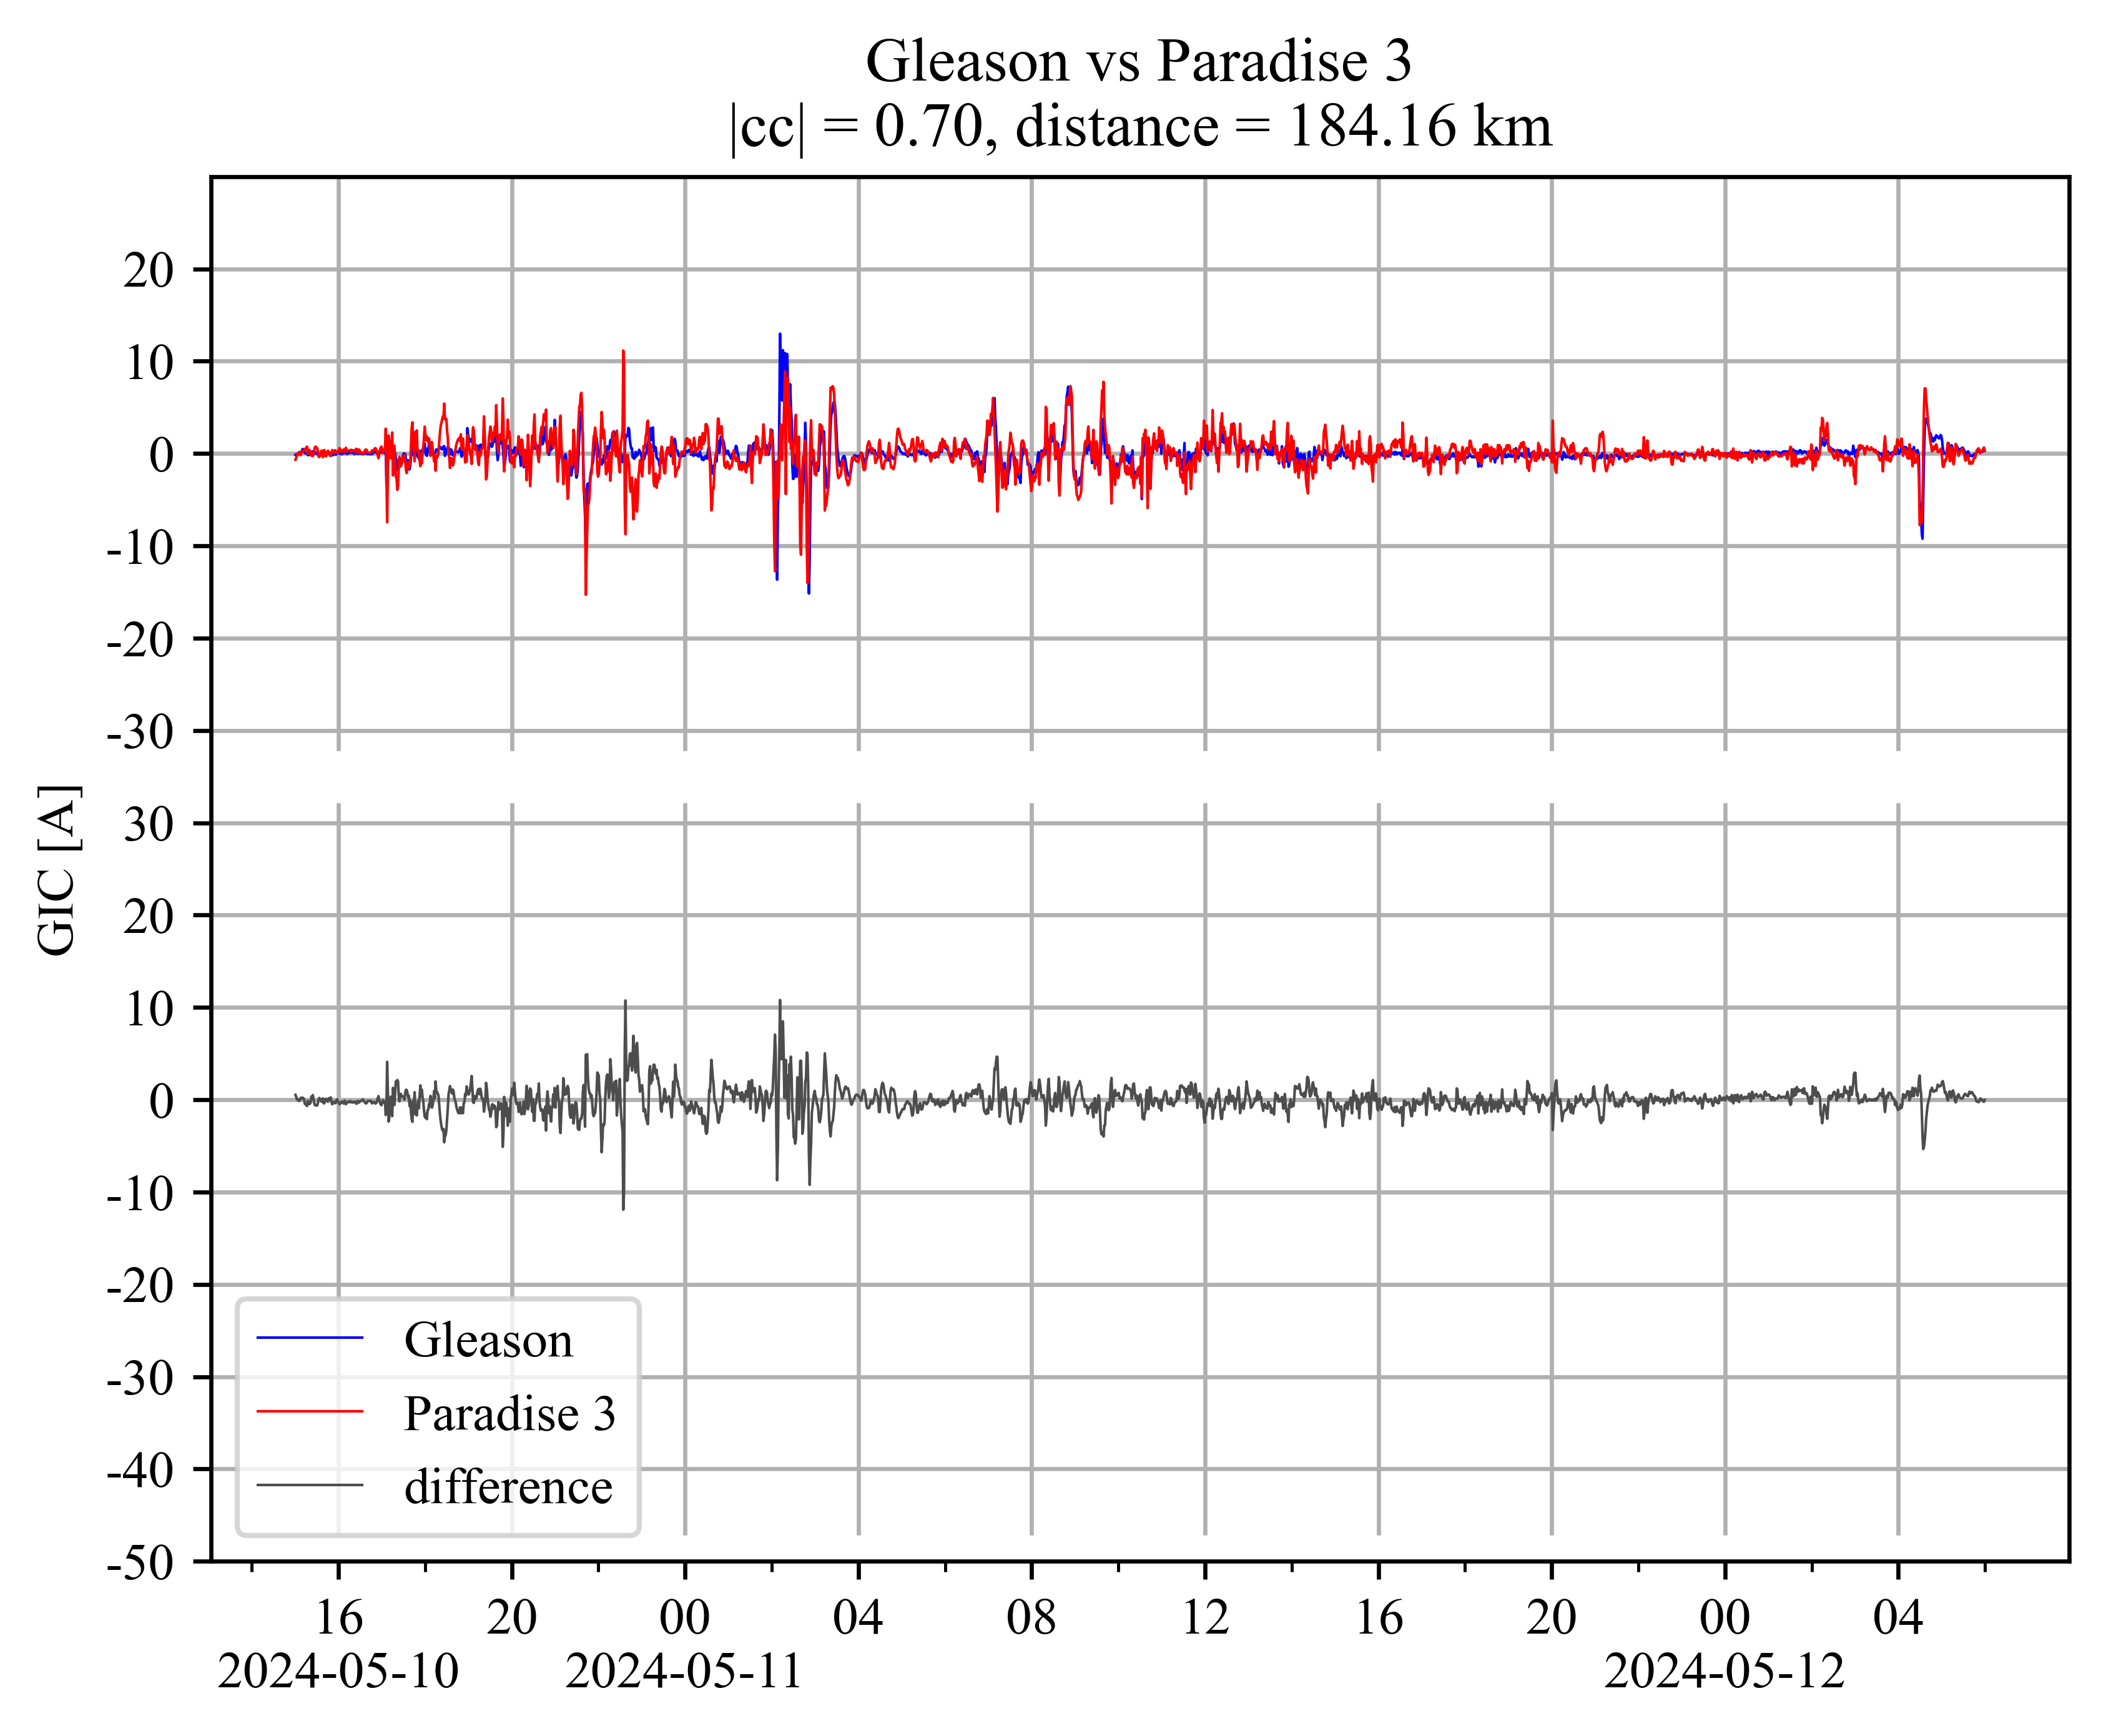 Gleason vs Paradise 3
|cc| = 0.70, distance = 184.16 km
GIC [A]
20
10
0
-10
-20
-30
30
20
10
0
-10
-20
-30
-40
-50
Gleason
Paradise 3
difference
16 20 00 04 08 12 16 20 00 04
2024-05-10 2024-05-11 2024-05-12